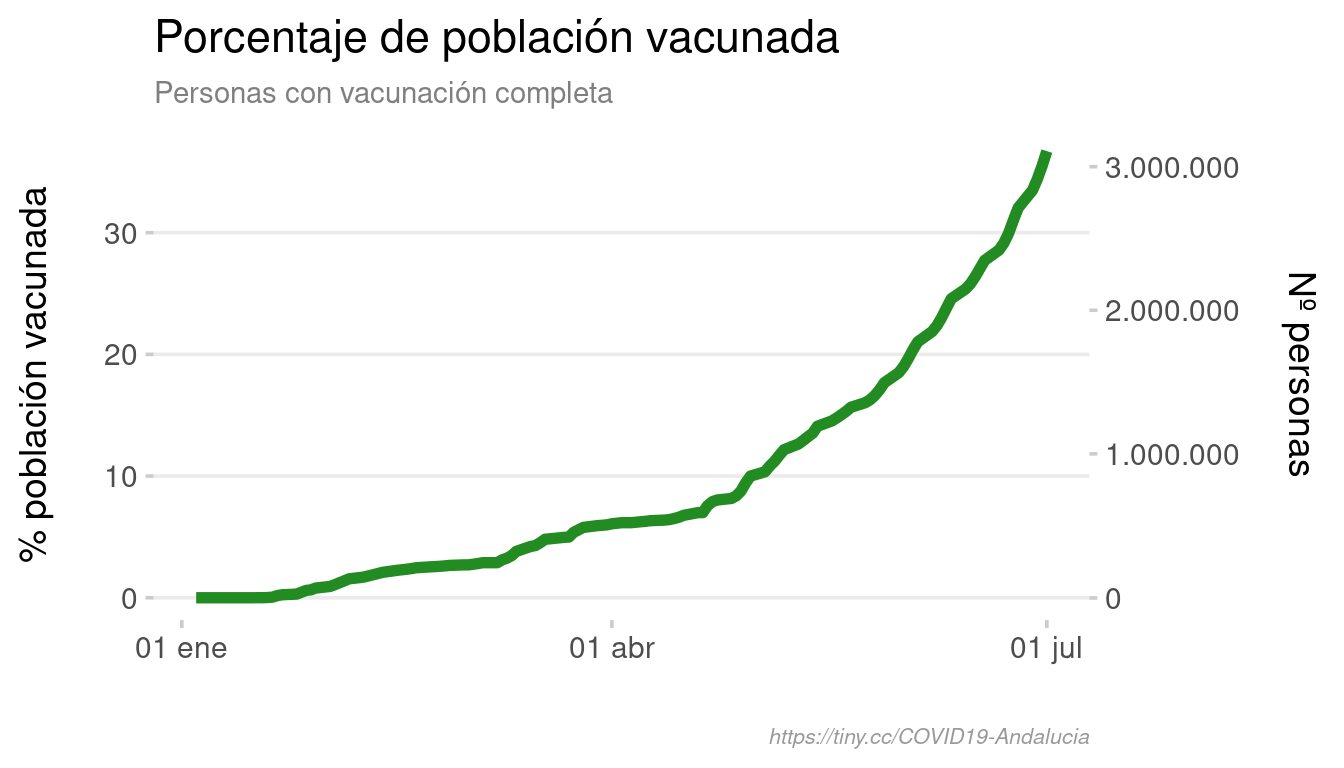 Porcentaje de población vacunada
Personas con vacunación completa
% población vacunada
30
20
10
0
3.000.000
2.000.000
1.000.000
0
Nº personas
01 ene
01 abr
01 jul
https://tiny.cc/COVID19-Andalucia